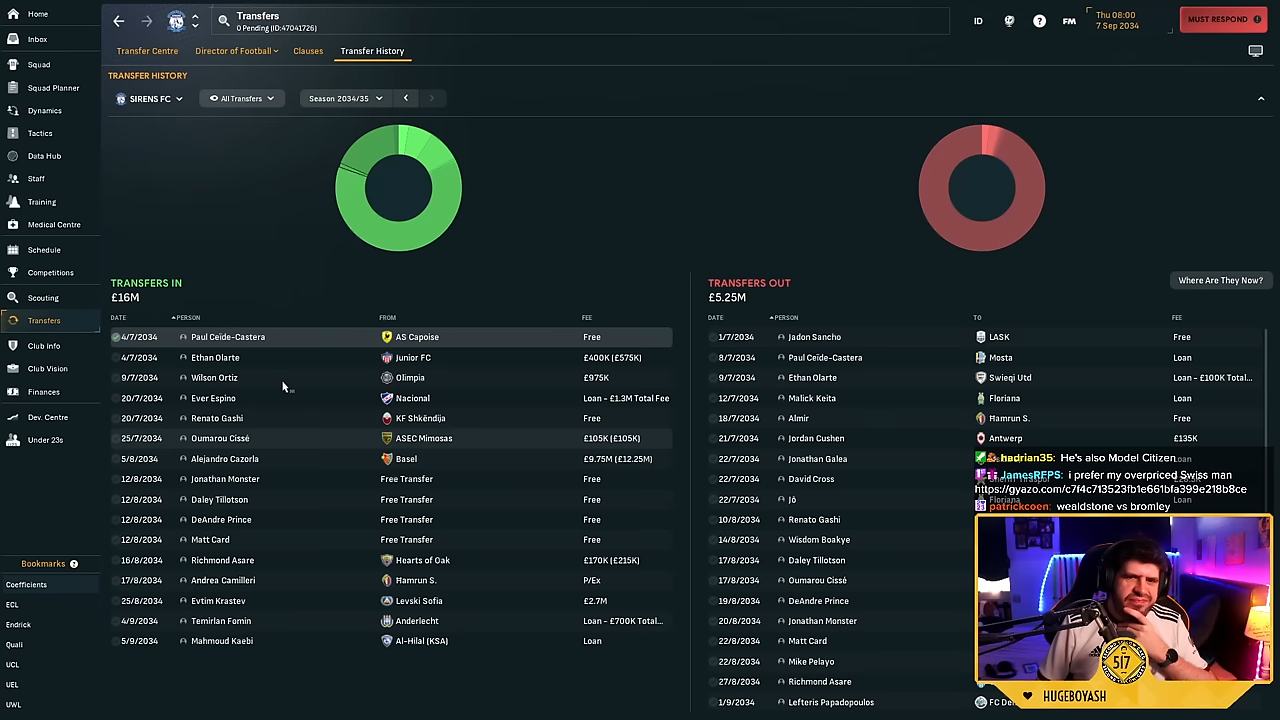 Home
Inbox
Squad
Squad Planner
Dynamics
Tactics
Data Hub
Staff
Training
Medical Centre
Schedule
Competitions
Scouting
Transfers
Club Info
Club Vision
Finances
Dev. Centre
Under 23s
Bookmarks ?
Coefficients
ECL
Endrick
Quali
UCL
UEL
UWL
Transfers
0 Pending (ID:47041726)
ID ? FM
Thu 08:00
7 Sep 2034
MUST RESPOND !
Transfer Centre Director of Football Clauses Transfer History
TRANSFER HISTORY
SIRENS FC All Transfers Season 2034/35
TRANSFERS IN
£16M
DATE PERSON FROM FEE
4/7/2034 Paul Ceïde-Castera AS Capoise Free
4/7/2034 Ethan Olarte Junior FC £400K (£575K)
9/7/2034 Wilson Ortiz Olimpia £975K
20/7/2034 Ever Espino Nacional Loan - £1.3M Total Fee
20/7/2034 Renato Gashi KF Shkëndija Free
25/7/2034 Oumarou Cissé ASEC Mimosas £105K (£105K)
5/8/2034 Alejandro Cazorla Basel £9.75M (£12.25M)
12/8/2034 Jonathan Monster Free Transfer Free
12/8/2034 Daley Tillotson Free Transfer Free
12/8/2034 DeAndre Prince Free Transfer Free
12/8/2034 Matt Card Free Transfer Free
16/8/2034 Richmond Asare Hearts of Oak £170K (£215K)
17/8/2034 Andrea Camilleri Hamrun S. P/Ex
25/8/2034 Evtim Krastev Levski Sofia £2.7M
4/9/2034 Temirlan Fomin Anderlecht Loan - £700K Total...
5/9/2034 Mahmoud Kaebi Al-Hilal (KSA) Loan
TRANSFERS OUT
£5.25M
Where Are They Now?
DATE PERSON TO FEE
1/7/2034 Jadon Sancho LASK Free
8/7/2034 Paul Ceïde-Castera Mosta Loan
9/7/2034 Ethan Olarte Swieqi Utd Loan - £100K Total...
12/7/2034 Malick Keita Floriana Loan
18/7/2034 Almir Hamrun S. Free
21/7/2034 Jordan Cushen Antwerp £135K
22/7/2034 Jonathan Galea
22/7/2034 David Cross
22/7/2034 Jô Floriana Loan
10/8/2034 Renato Gashi
14/8/2034 Wisdom Boakye
17/8/2034 Daley Tillotson
17/8/2034 Oumarou Cissé
19/8/2034 DeAndre Prince
20/8/2034 Jonathan Monster
22/8/2034 Matt Card
22/8/2034 Mike Pelayo
27/8/2034 Richmond Asare
1/9/2034 Lefteris Papadopoulos
hadrian35: He's also Model Citizen
JamesREPS: i prefer my overpriced Swiss man
https://gyazo.com/c7f4c713523fb1e661bfa399e218b8ce
patrickcoen: wealdstone vs bromley
517
HUGEBOYASH